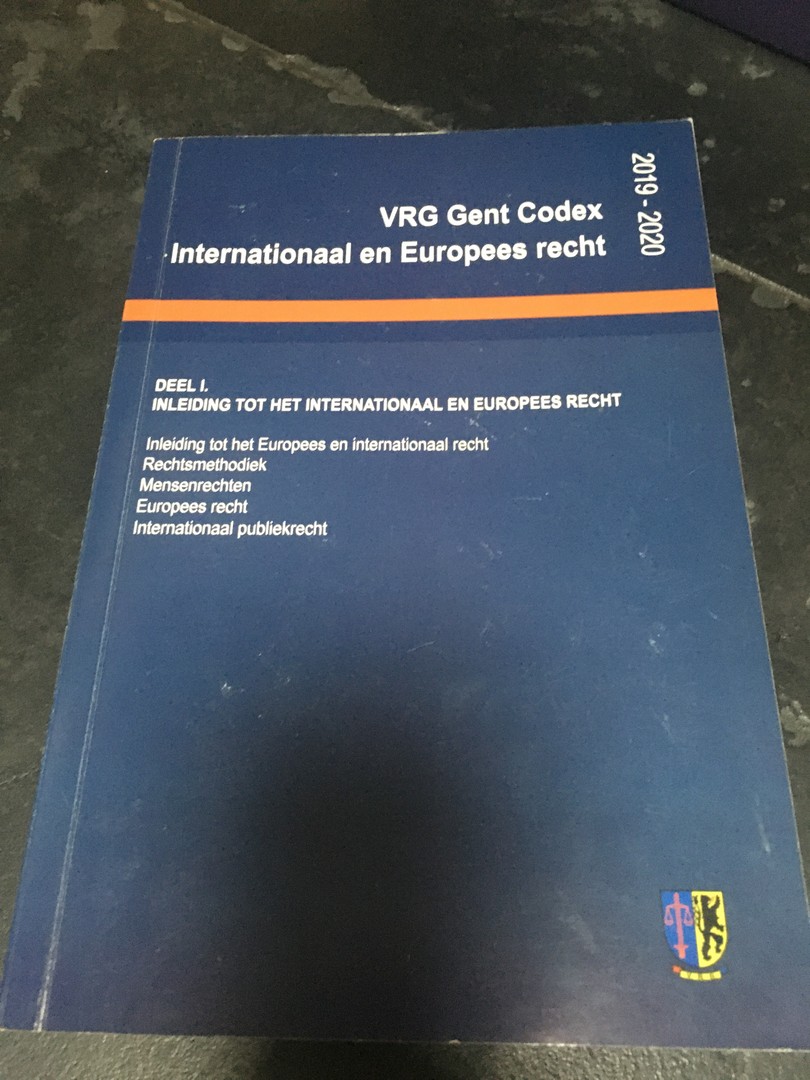 VRG Gent Codex
Internationaal en Europees recht
2019 - 2020
DEEL I.
INLEIDING TOT HET INTERNATIONAAL EN EUROPEES RECHT
Inleiding tot het Europees en internationaal recht
Rechtsmethodiek
Mensenrechten
Europees recht
Internationaal publiekrecht
V R G